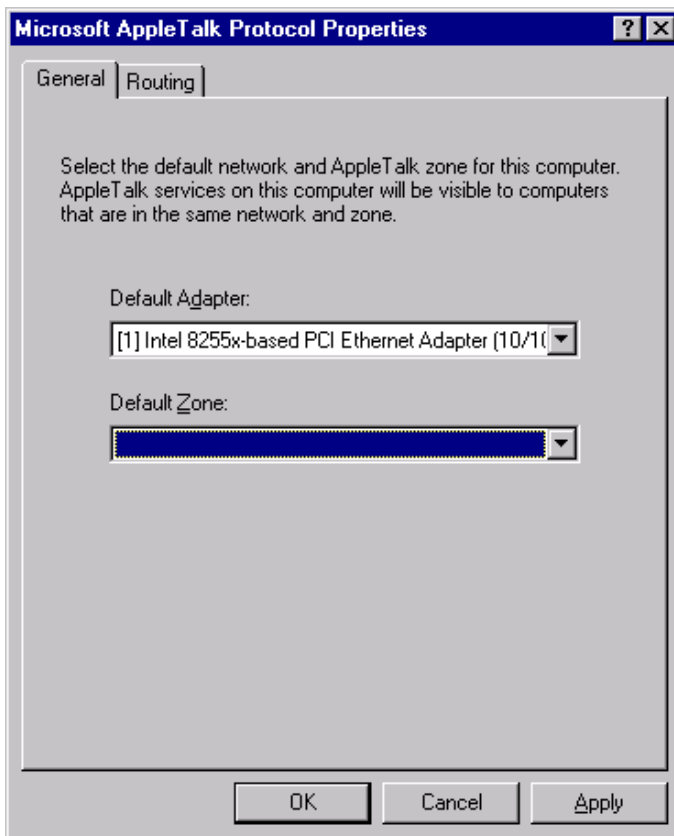 Microsoft AppleTalk Protocol Properties
General
Routing
Select the default network and AppleTalk zone for this computer.
AppleTalk services on this computer will be visible to computers
that are in the same network and zone.
Default Adapter:
[1] Intel 8255x-based PCI Ethernet Adapter (10/10
Default Zone:
OK
Cancel
Apply